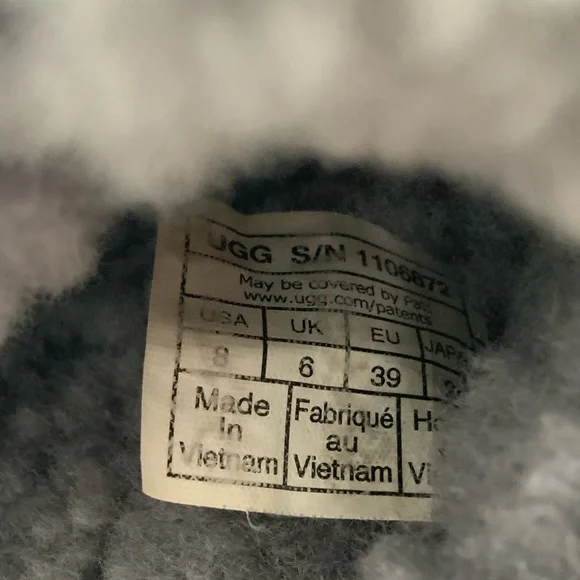 UGG S/N 1106872
May be covered by
www.ugg.com/patents
USA UK EU
8 6 39
Made in Vietnam
Fabriqué au Vietnam